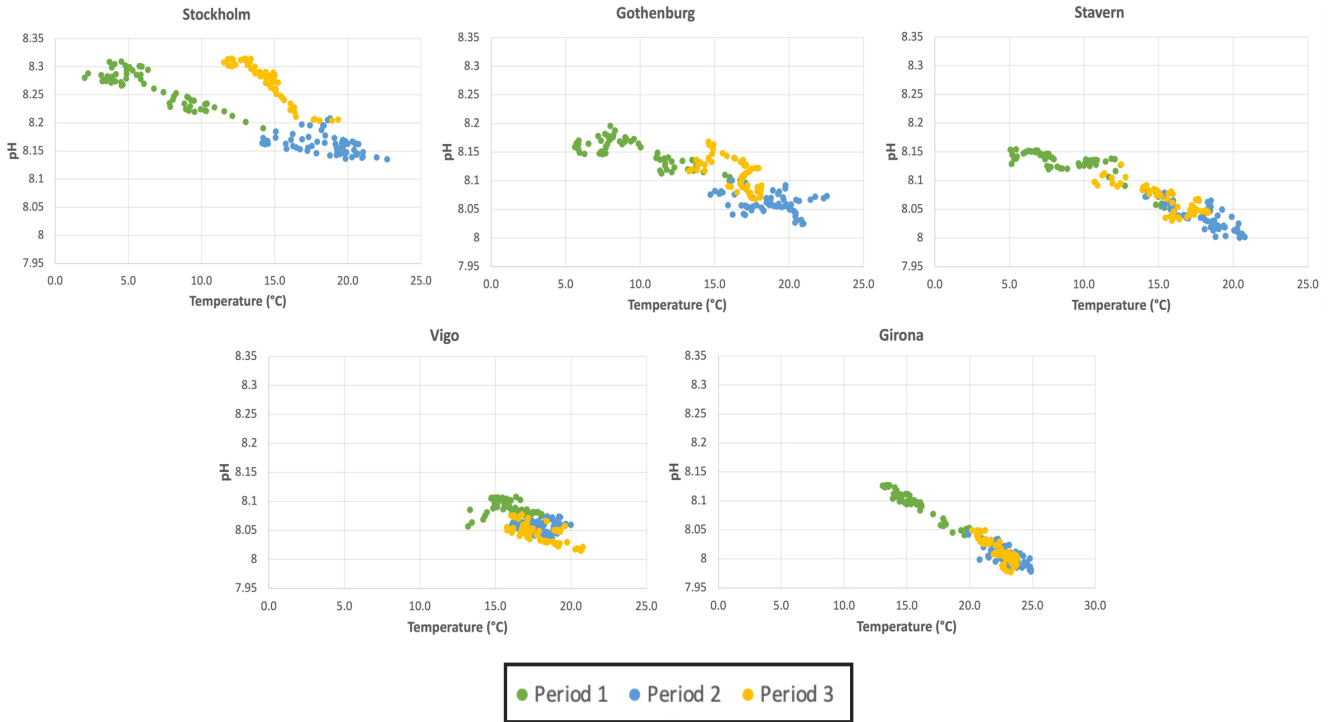 Stockholm
8.35
8.3
8.25
8.2
8.15
8.1
8.05
8
7.95
pH
0.0 5.0 10.0 15.0 20.0 25.0
Temperature (°C)
Gothenburg
8.35
8.3
8.25
8.2
8.15
8.1
8.05
8
7.95
pH
0.0 5.0 10.0 15.0 20.0 25.0
Temperature (°C)
Stavern
8.35
8.3
8.25
8.2
8.15
8.1
8.05
8
7.95
pH
0.0 5.0 10.0 15.0 20.0 25.0
Temperature (°C)
Vigo
8.35
8.3
8.25
8.2
8.15
8.1
8.05
8
7.95
pH
0.0 5.0 10.0 15.0 20.0 25.0
Temperature (°C)
Girona
8.35
8.3
8.25
8.2
8.15
8.1
8.05
8
7.95
pH
0.0 5.0 10.0 15.0 20.0 25.0 30.0
Temperature (°C)
Period 1 Period 2 Period 3